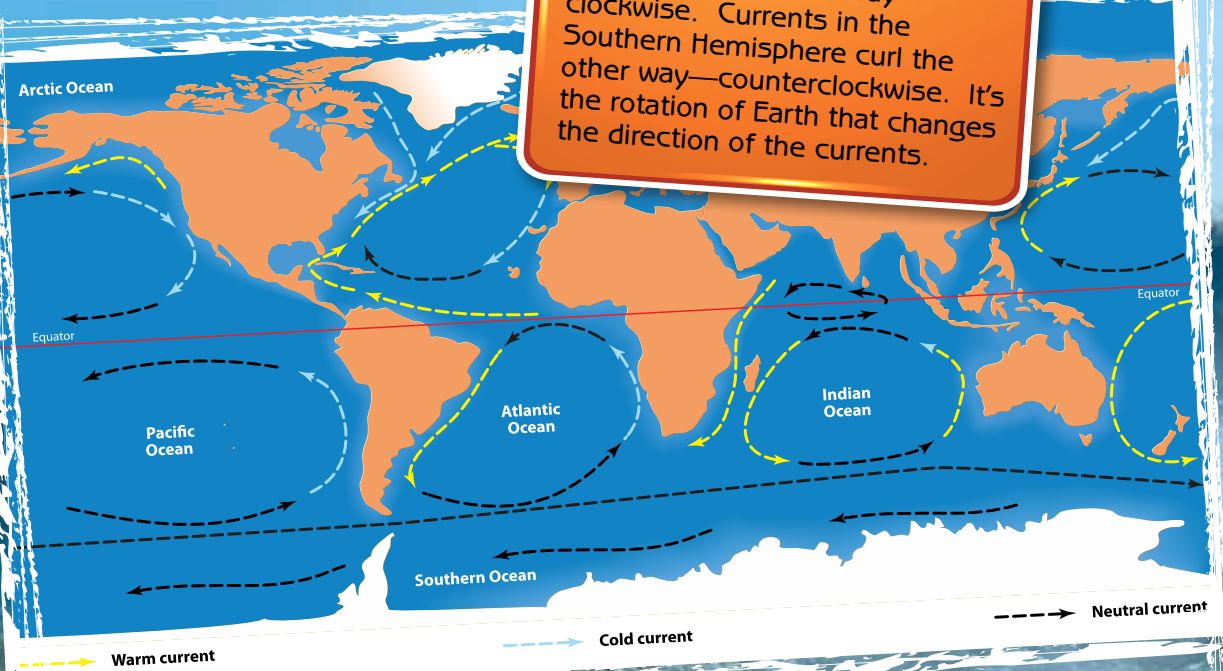 clockwise. Currents in the
Southern Hemisphere curl the
other way—counterclockwise. It's
the rotation of Earth that changes
the direction of the currents.
Arctic Ocean
Equator
Equator
Pacific
Ocean
Atlantic
Ocean
Indian
Ocean
Southern Ocean
Warm current
Cold current
Neutral current